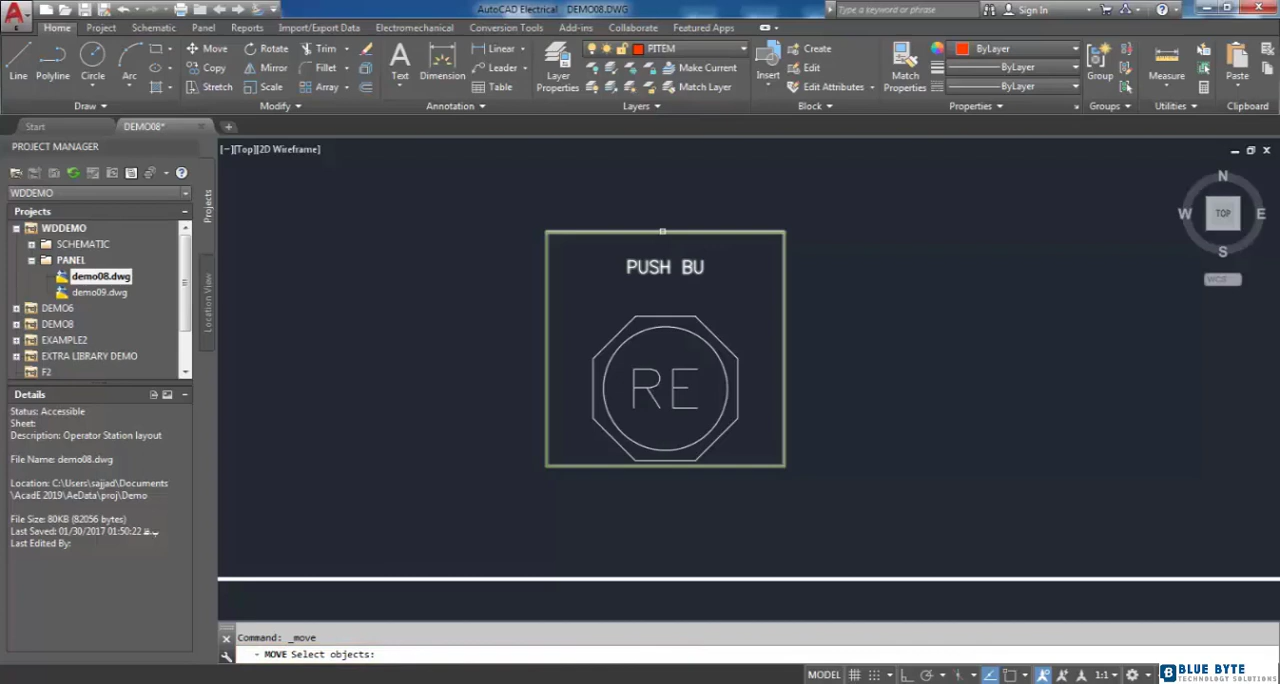 AutoCAD Electrical DEMO08.DWG
Type a keyword or phrase
Sign In
Home Project Schematic Panel Reports Import/Export Data Electromechanical Conversion Tools Add-ins Collaborate Featured Apps
Line
Polyline
Circle
Arc
Move
Copy
Stretch
Rotate
Mirror
Scale
Trim
Fillet
Array
Text
Dimension
Linear
Leader
Table
Layer
Properties
PITEM
Make Current
Match Layer
Insert
Create
Edit
Edit Attributes
Match
Properties
ByLayer
ByLayer
ByLayer
Group
Measure
Paste
Draw
Modify
Annotation
Layers
Block
Properties
Groups
Utilities
Clipboard
Start
DEMO08*
PROJECT MANAGER
WDDEMO
Projects
WDDEMO
SCHEMATIC
PANEL
demo08.dwg
demo09.dwg
DEMO6
DEMO8
EXAMPLE2
EXTRA LIBRARY DEMO
F2
Projects
Location View
Details
Status: Accessible
Sheet:
Description: Operator Station layout
File Name: demo08.dwg
Location: C:\Users\sajjad\Documents
\AcadE 2019\AeData\proj\Demo
File Size: 80KB (82056 bytes)
Last Saved: 01/30/2017 01:50:22
Last Edited By:
[−][Top][2D Wireframe]
PUSH BU
RE
N
W
TOP
E
S
WCS
Command: _move
- MOVE Select objects:
MODEL
1:1
BLUE BYTE
TECHNOLOGY SOLUTIONS